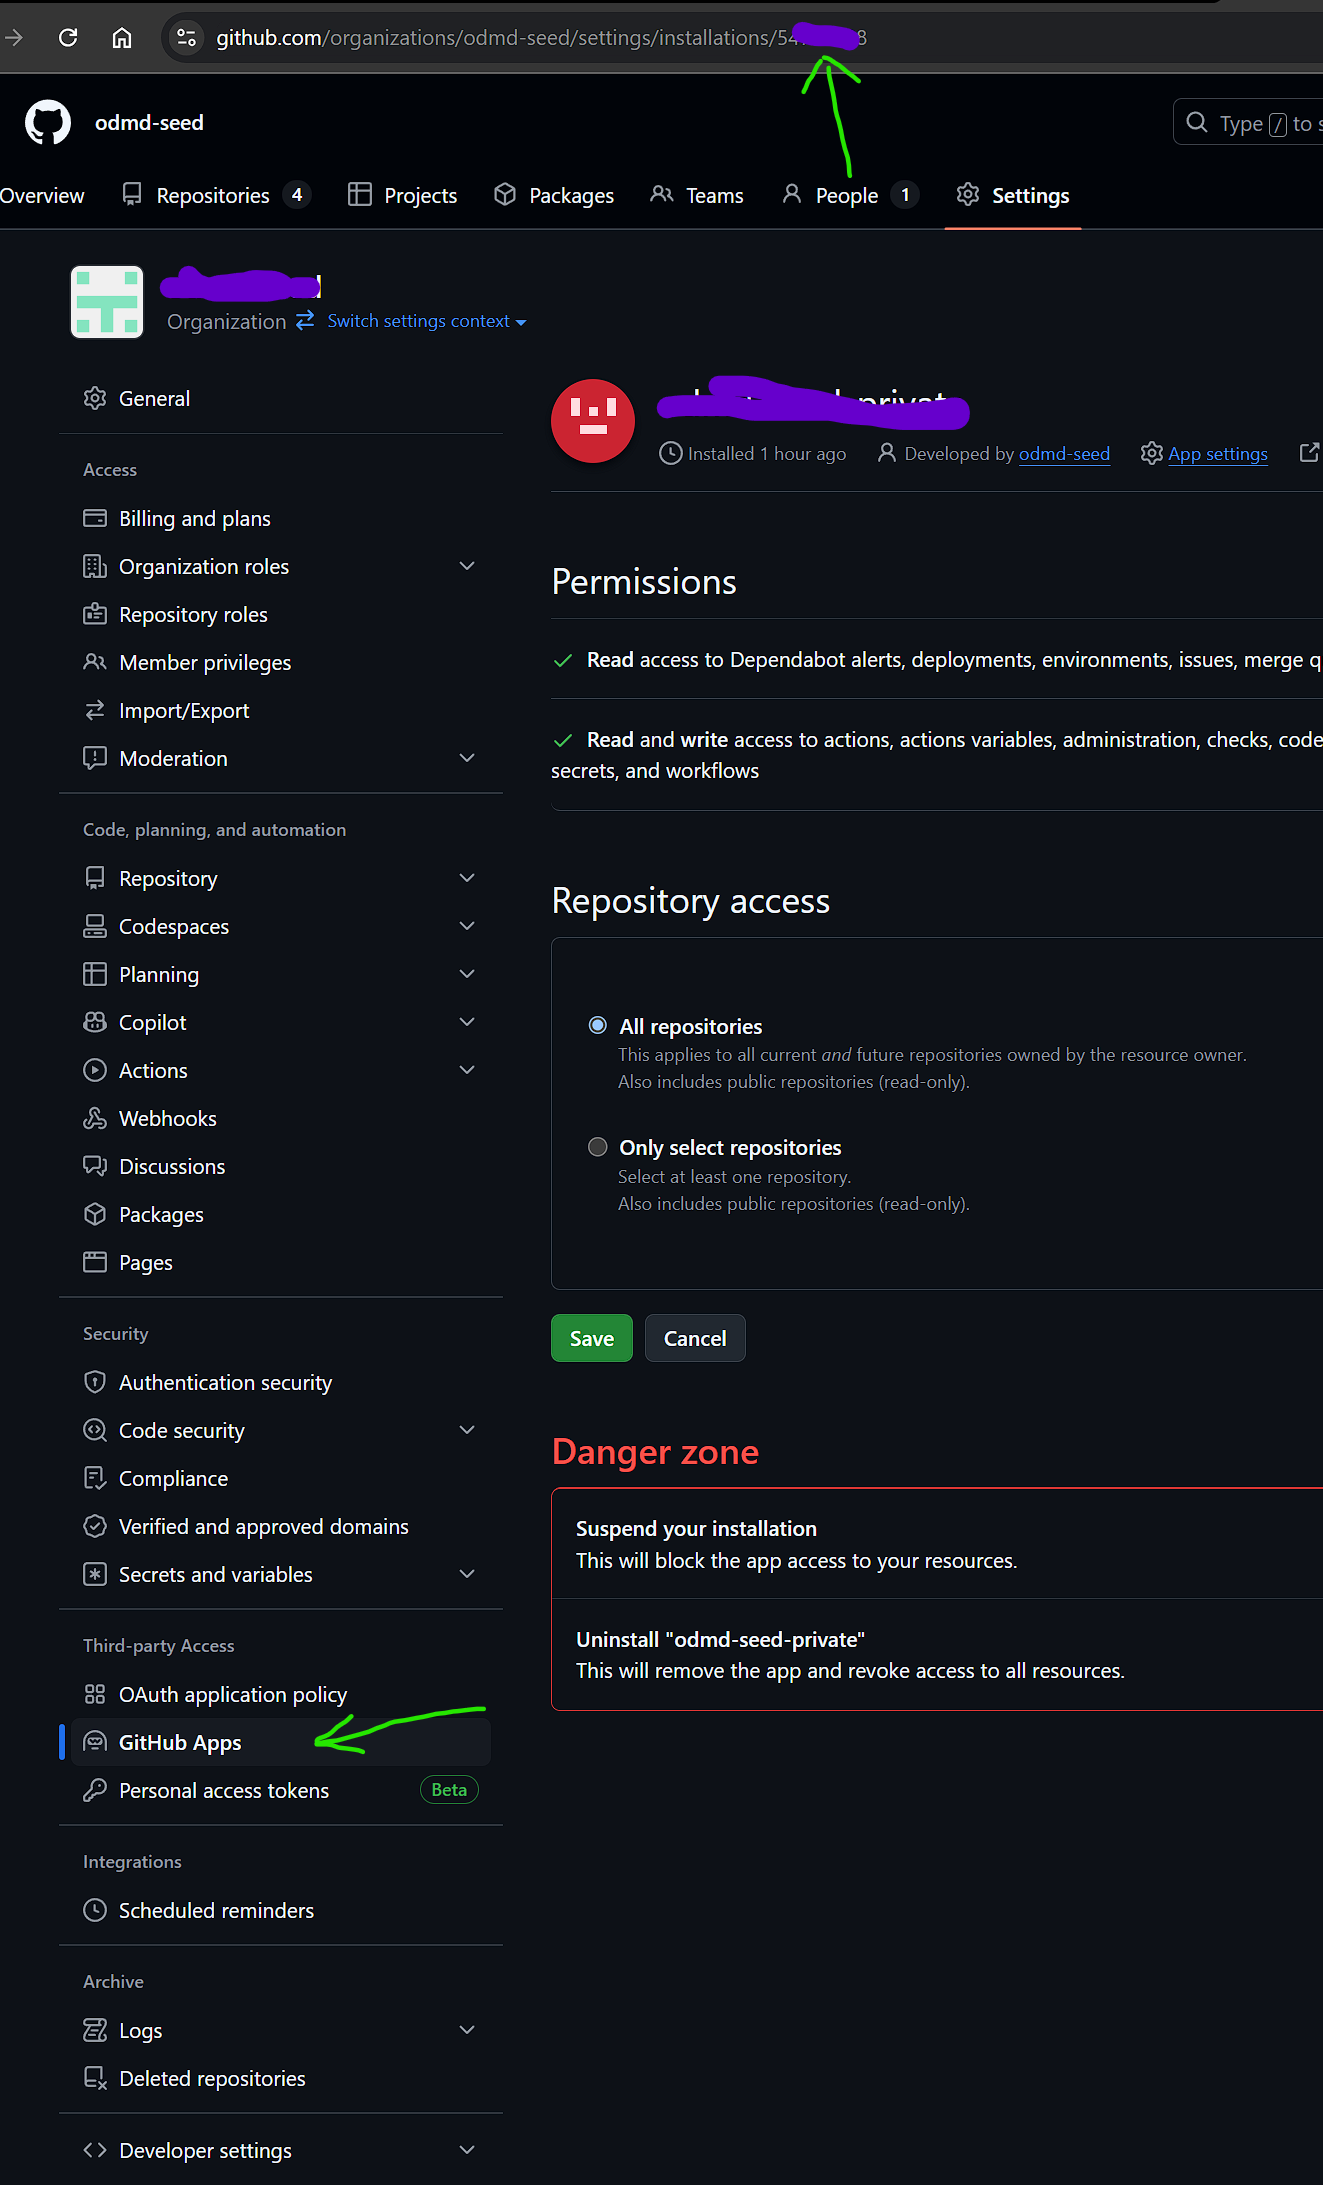 github.com/organizations/odmd-seed/settings/installations/54 8
odmd-seed
Type / to
Overview
Repositories 4
Projects
Packages
Teams
People 1
Settings
Organization Switch settings context
General
Access
Billing and plans
Organization roles
Repository roles
Member privileges
Import/Export
Moderation
Code, planning, and automation
Repository
Codespaces
Planning
Copilot
Actions
Webhooks
Discussions
Packages
Pages
Security
Authentication security
Code security
Compliance
Verified and approved domains
Secrets and variables
Third-party Access
OAuth application policy
GitHub Apps
Personal access tokens Beta
Integrations
Scheduled reminders
Archive
Logs
Deleted repositories
Developer settings
Installed 1 hour ago Developed by odmd-seed App settings
Permissions
Read access to Dependabot alerts, deployments, environments, issues, merge q
Read and write access to actions, actions variables, administration, checks, code
secrets, and workflows
Repository access
All repositories
This applies to all current and future repositories owned by the resource owner.
Also includes public repositories (read-only).
Only select repositories
Select at least one repository.
Also includes public repositories (read-only).
Save Cancel
Danger zone
Suspend your installation
This will block the app access to your resources.
Uninstall "odmd-seed-private"
This will remove the app and revoke access to all resources.